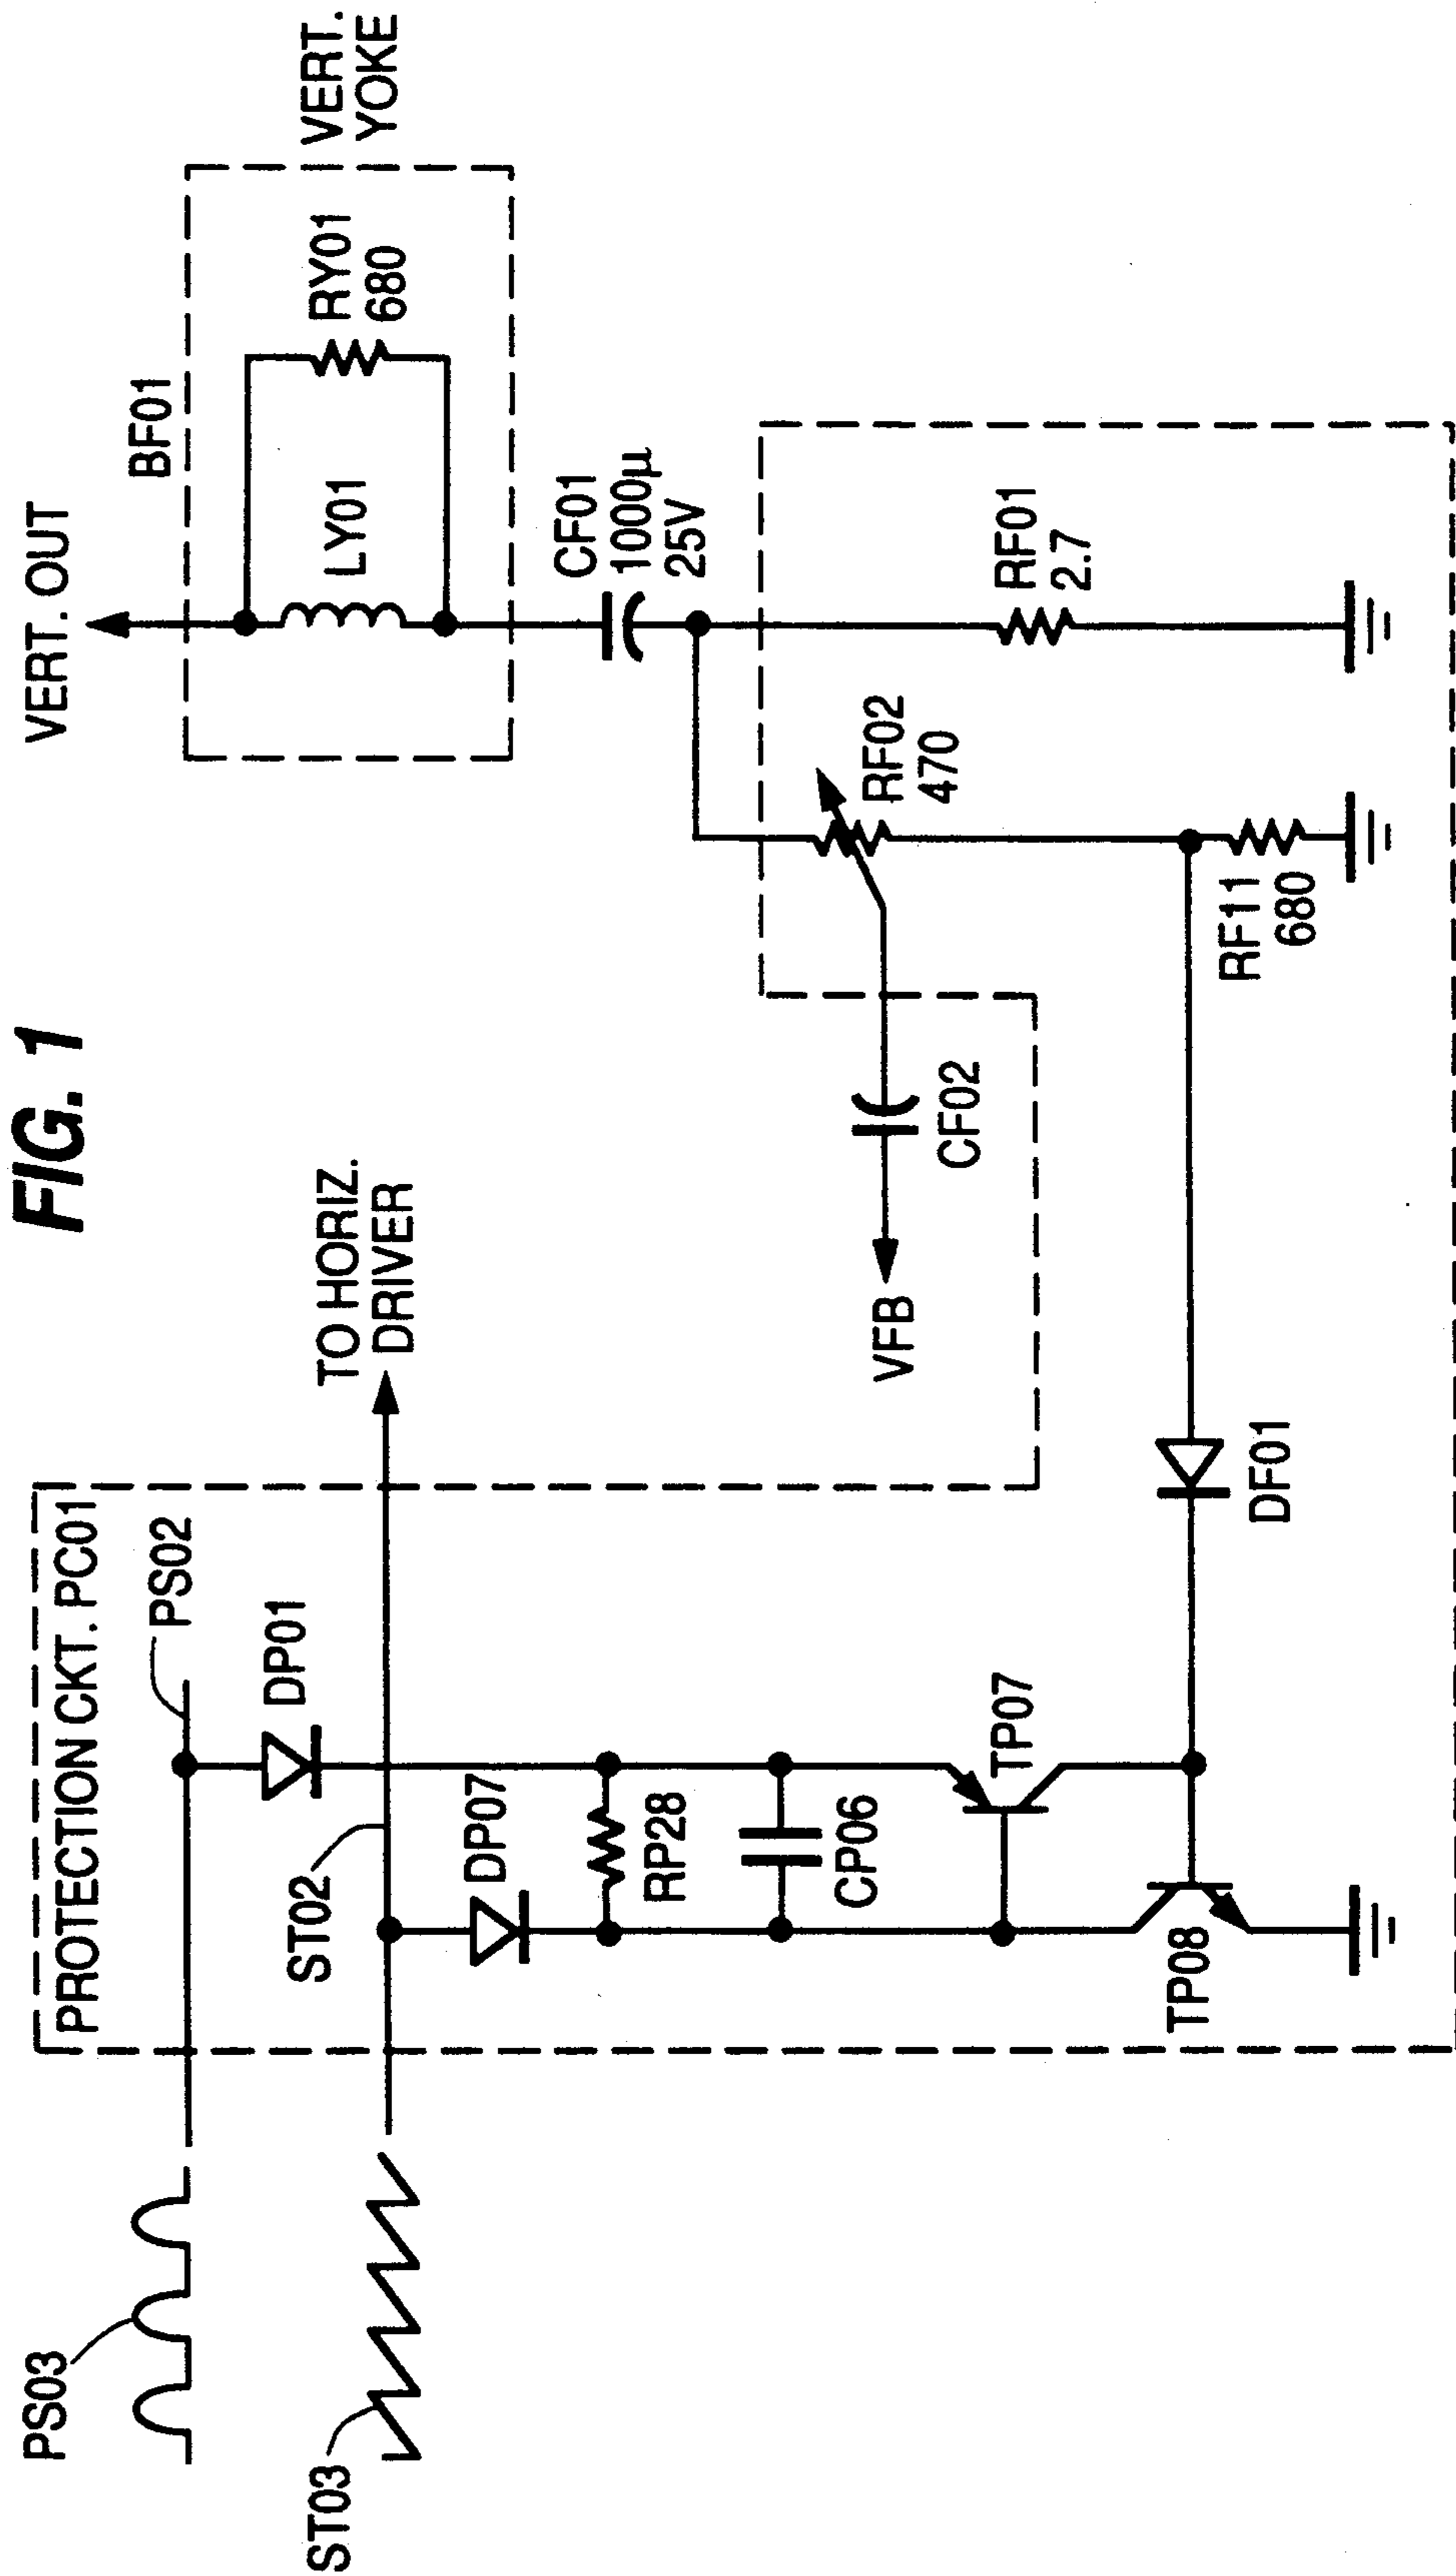 FIG. 1
VERT. OUT
BF01
VERT.
YOKE
LY01
RY01
680
CF01
1000μ
25V
TO HORIZ.
DRIVER
PROTECTION CKT. PC01
PS02
PS03
DP01
ST02
ST03
DP07
RP28
CP06
TP07
TP08
VFB
CF02
RF02
470
RF01
2.7
RF11
680
DF01